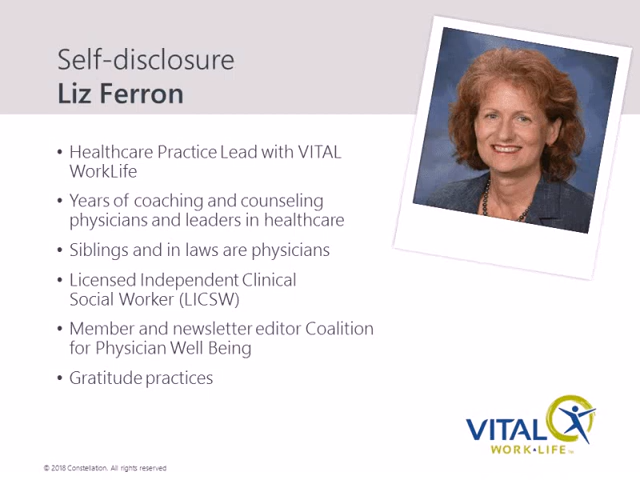 Self-disclosure
Liz Ferron
• Healthcare Practice Lead with VITAL
WorkLife
• Years of coaching and counseling
physicians and leaders in healthcare
• Siblings and in laws are physicians
• Licensed Independent Clinical
Social Worker (LICSW)
• Member and newsletter editor Coalition
for Physician Well Being
• Gratitude practices
VITAL
WORK•LIFE™
© 2018 Constellation. All rights reserved